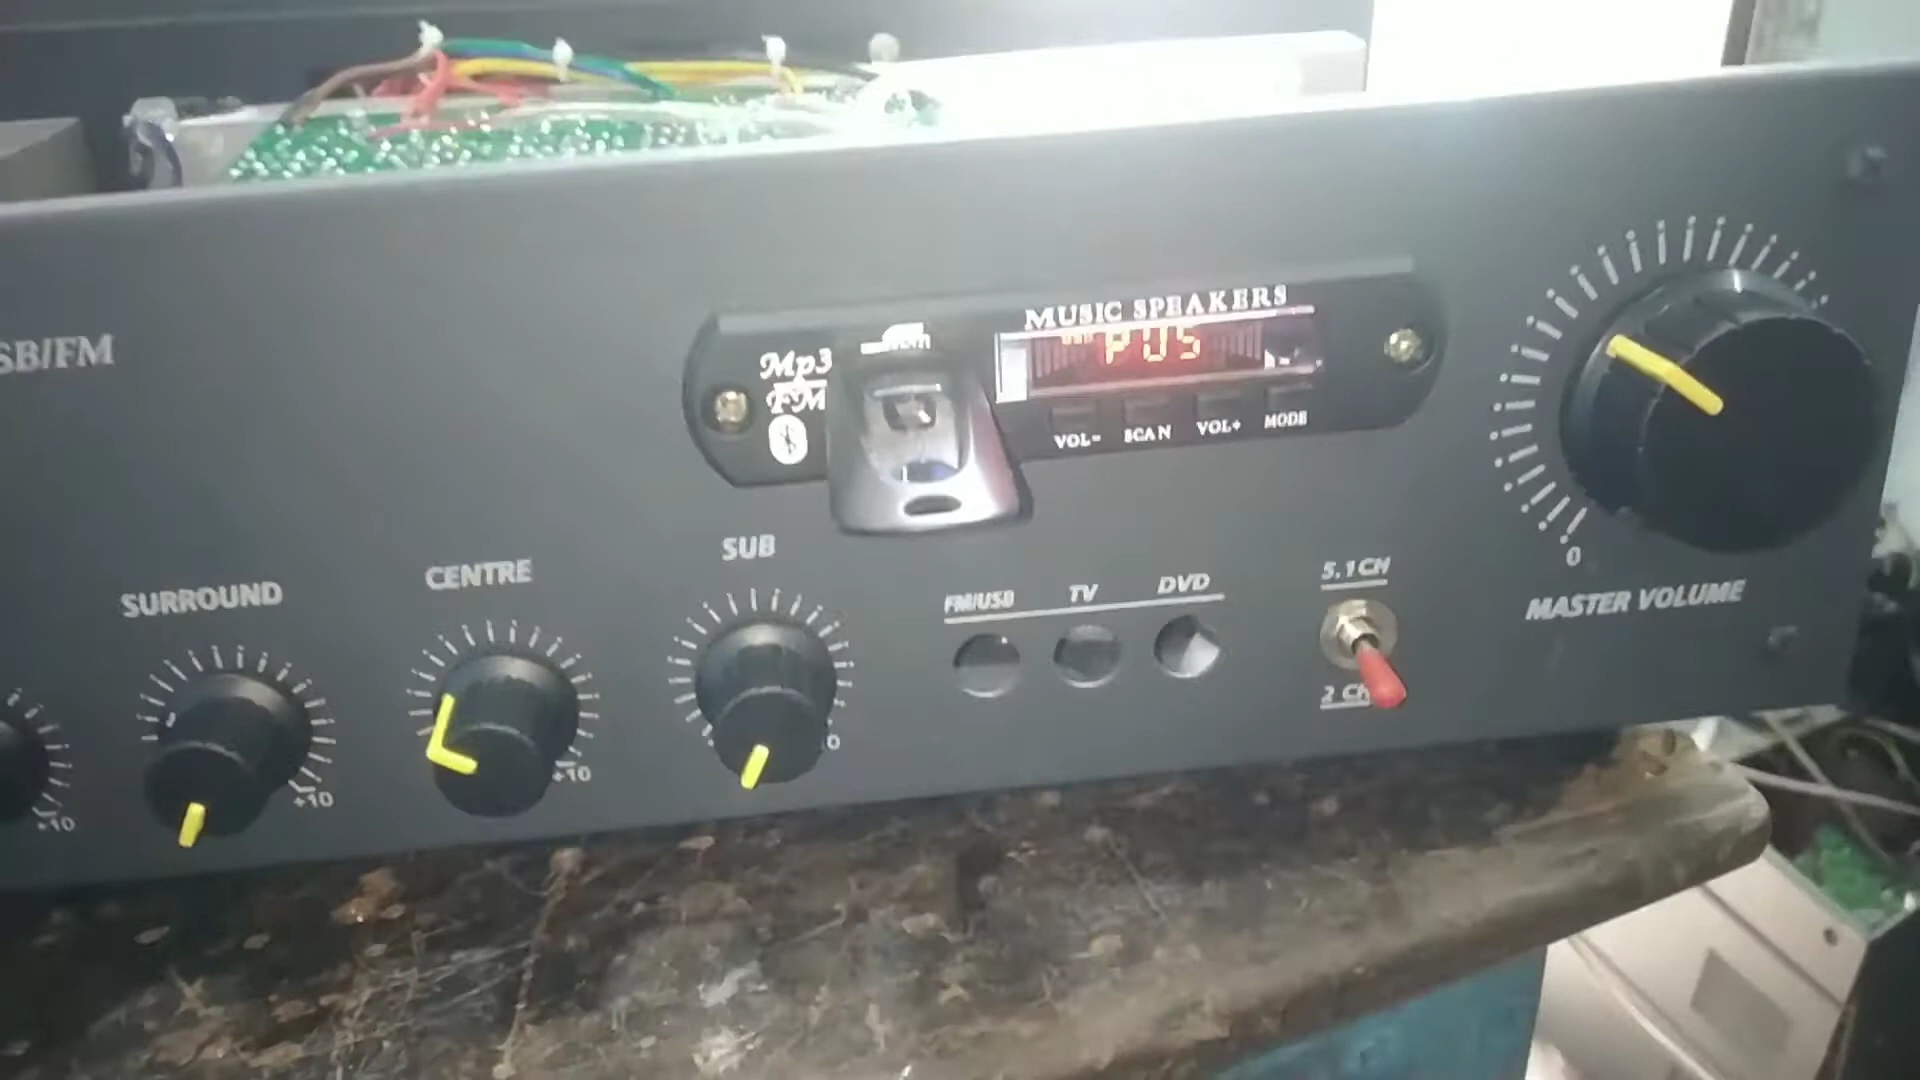 SB/FM
MUSIC SPEAKERS
Mp3
FM
PUS
VOL- SCAN VOL+ MODE
SURROUND
CENTRE
SUB
FM/USB TV DVD
5.1CH
2 CH
0
MASTER VOLUME
+10
+10
+10